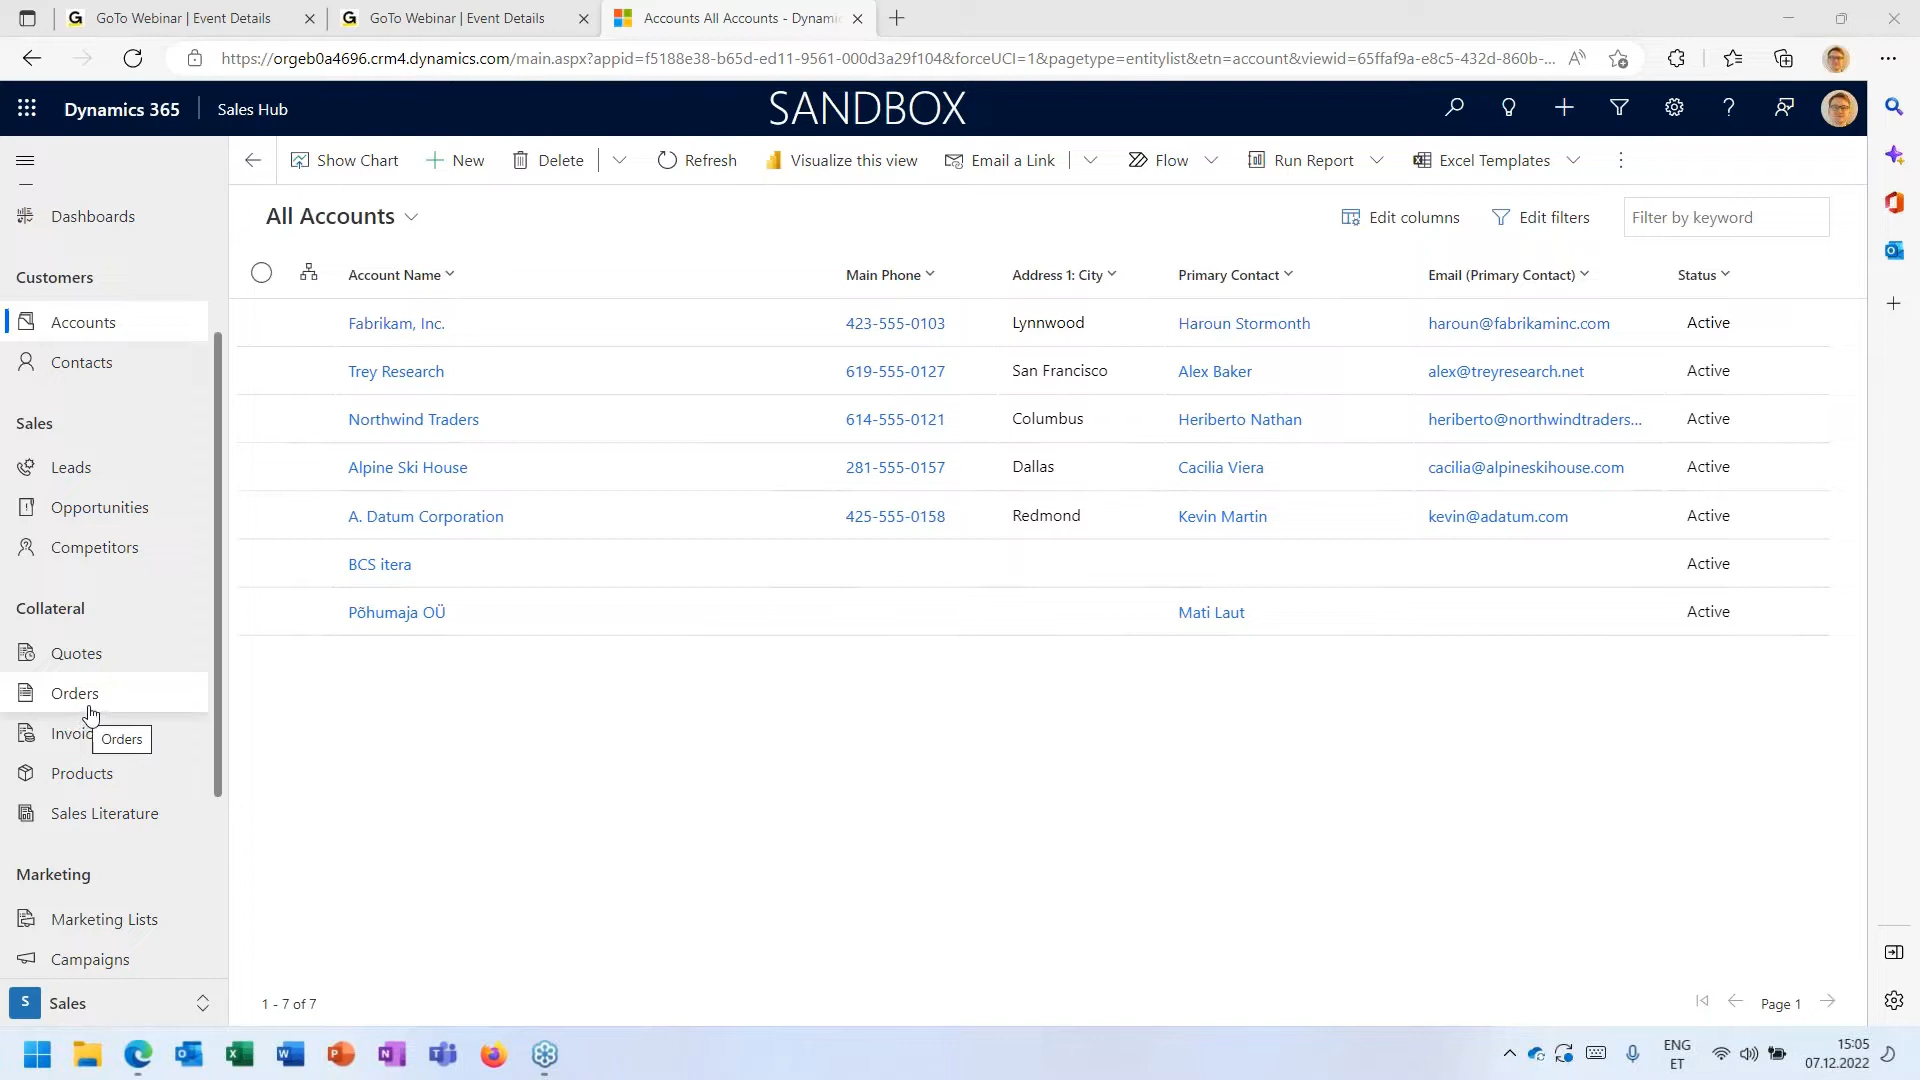 GoTo Webinar | Event Details
GoTo Webinar | Event Details
Accounts All Accounts - Dynami
https://orgeb0a4696.crm4.dynamics.com/main.aspx?appid=f5188e38-b65d-ed11-9561-000d3a29f104&forceUCI=1&pagetype=entitylist&etn=account&viewid=65ffaf9a-e8c5-432d-860b-...
Dynamics 365
Sales Hub
SANDBOX
Show Chart
New
Delete
Refresh
Visualize this view
Email a Link
Flow
Run Report
Excel Templates
Dashboards
Customers
Accounts
Contacts
Sales
Leads
Opportunities
Competitors
Collateral
Quotes
Orders
Invoic
Orders
Products
Sales Literature
Marketing
Marketing Lists
Campaigns
S Sales
All Accounts
Edit columns
Edit filters
Filter by keyword
Account Name Main Phone Address 1: City Primary Contact Email (Primary Contact) Status
Fabrikam, Inc. 423-555-0103 Lynnwood Haroun Stormonth haroun@fabrikaminc.com Active
Trey Research 619-555-0127 San Francisco Alex Baker alex@treyresearch.net Active
Northwind Traders 614-555-0121 Columbus Heriberto Nathan heriberto@northwindtraders... Active
Alpine Ski House 281-555-0157 Dallas Cacilia Viera cacilia@alpineskihouse.com Active
A. Datum Corporation 425-555-0158 Redmond Kevin Martin kevin@adatum.com Active
BCS itera Active
Põhumaja OÜ Mati Laut Active
1 - 7 of 7
Page 1
ENG
ET
15:05
07.12.2022